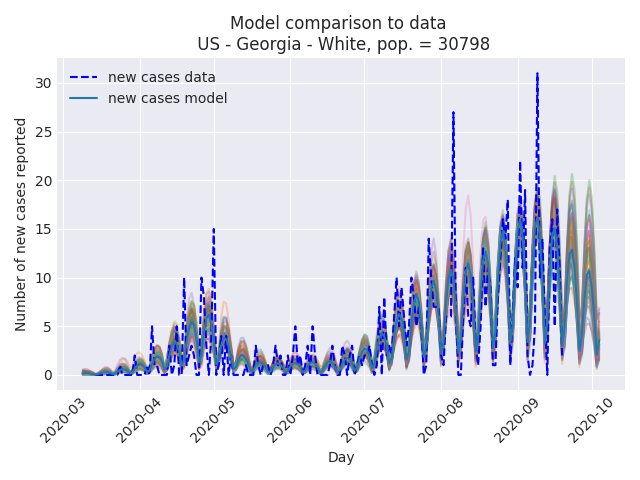 Model comparison to data
US - Georgia - White, pop. = 30798
new cases data
new cases model
Number of new cases reported
30
25
20
15
10
5
0
2020-03
2020-04
2020-05
2020-06
2020-07
2020-08
2020-09
2020-10
Day